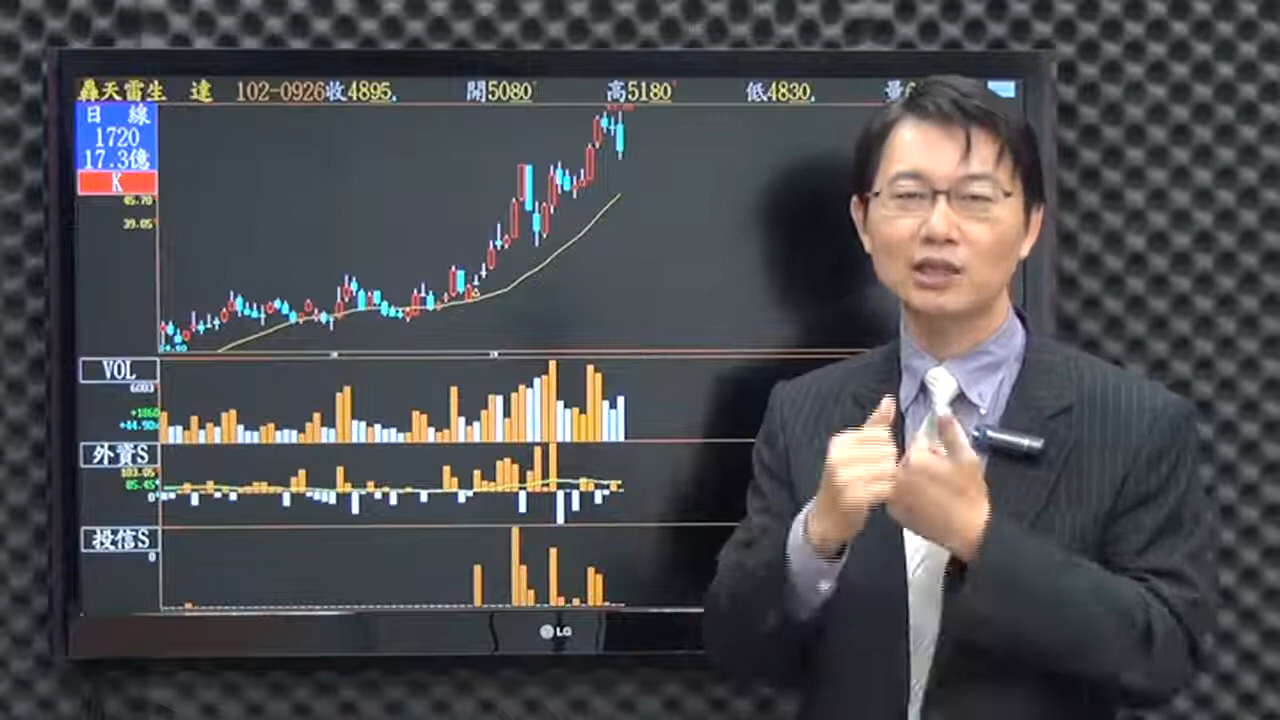 轟天雷生　達 102-0926收4895. 開5080 高5180 低4830. 量
日 線
1720
17.3億
K
45.70
39.05
34.60
VOL
6003
+1860
+44.90
外資S
103.05
85.45
0
投信S
0
LG